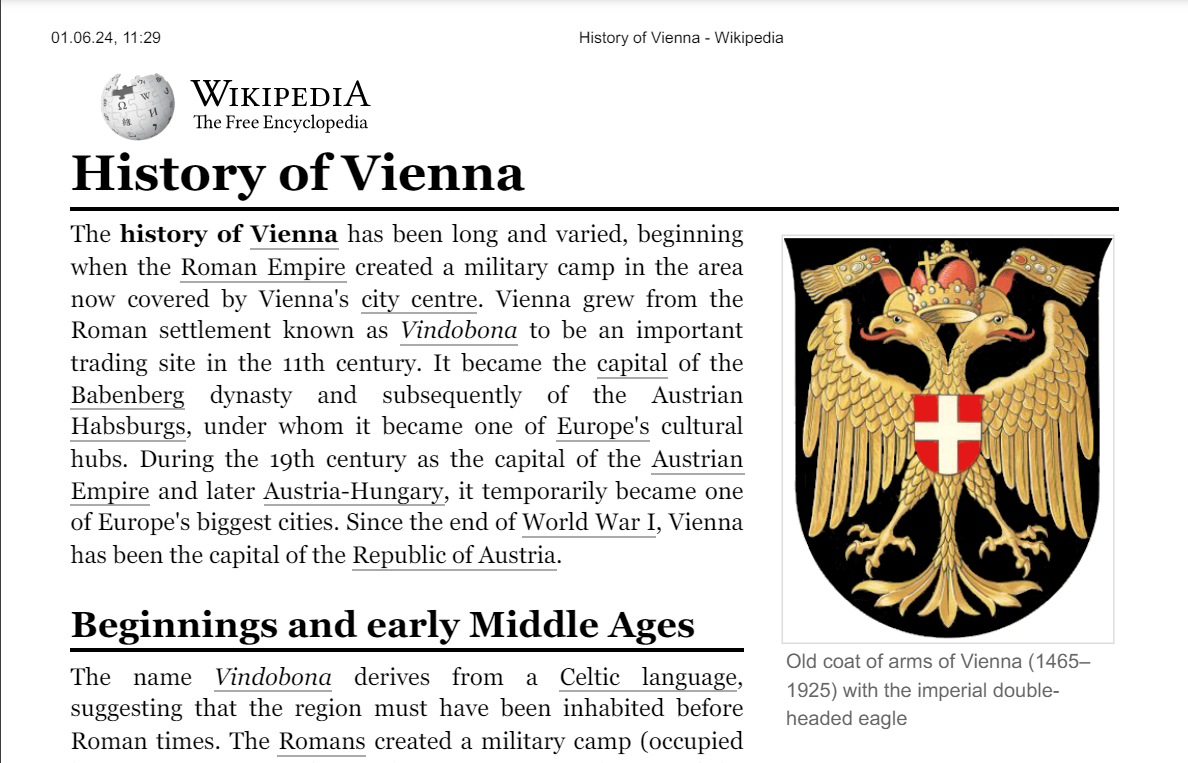 01.06.24, 11:29
History of Vienna - Wikipedia
WIKIPEDIA
The Free Encyclopedia
History of Vienna
The history of Vienna has been long and varied, beginning
when the Roman Empire created a military camp in the area
now covered by Vienna's city centre. Vienna grew from the
Roman settlement known as Vindobona to be an important
trading site in the 11th century. It became the capital of the
Babenberg dynasty and subsequently of the Austrian
Habsburgs, under whom it became one of Europe's cultural
hubs. During the 19th century as the capital of the Austrian
Empire and later Austria-Hungary, it temporarily became one
of Europe's biggest cities. Since the end of World War I, Vienna
has been the capital of the Republic of Austria.
Old coat of arms of Vienna (1465–
1925) with the imperial double-
headed eagle
Beginnings and early Middle Ages
The name Vindobona derives from a Celtic language,
suggesting that the region must have been inhabited before
Roman times. The Romans created a military camp (occupied